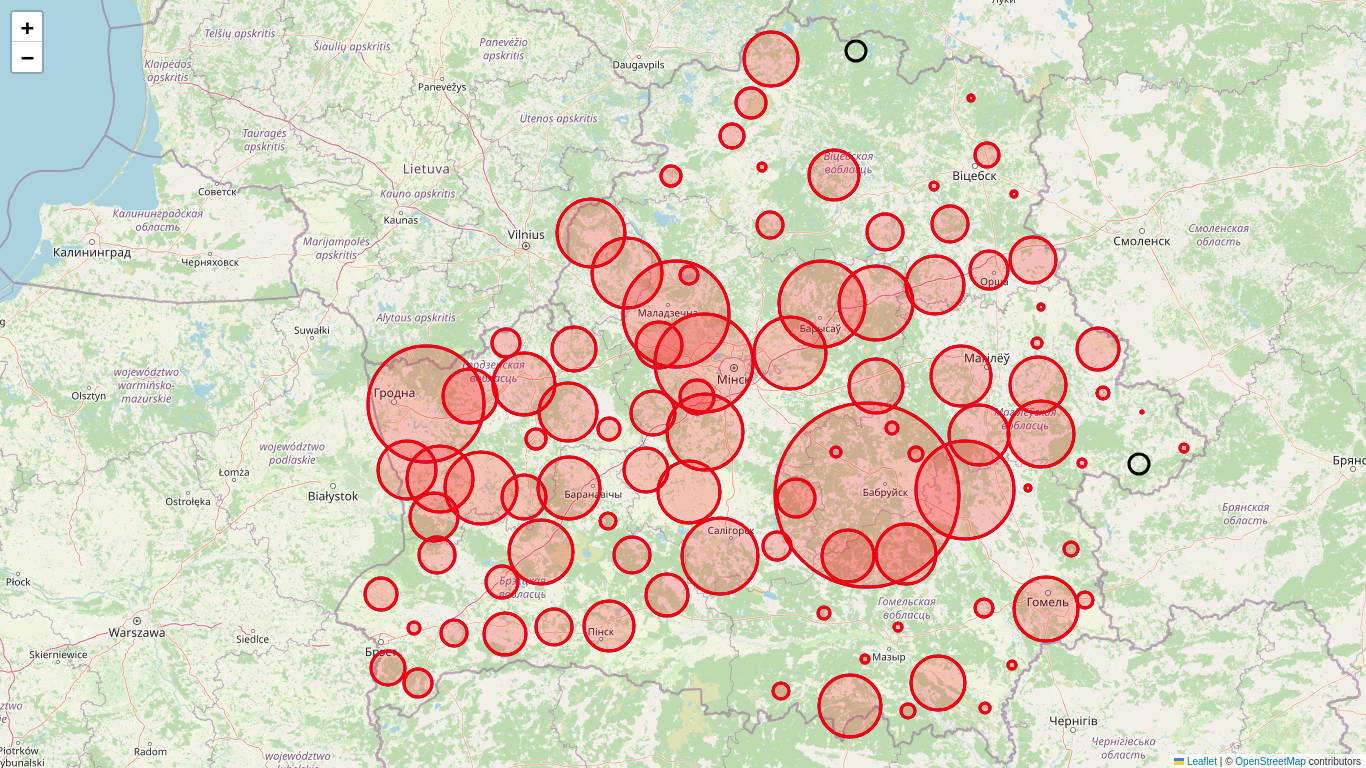 +
−
Луки
Telšių apskritis
Šiaulių apskritis
Panevėžio
apskritis
Klaipėdos
apskritis
Daugavpils
Panevėžys
Utenos apskritis
Tauragės
apskritis
Lietuva
Віцебская
вобласць
Віцебск
Советск
Kauno apskritis
Калининградская
область
Kaunas
Vilnius
Смоленск
Смоленская
область
Калининград
Marijampolės
apskritis
Черняховск
Орша
Alytaus apskritis
Маладзечна
Suwałki
Барысаў
Магілёў
Гродзенская
вобласць
województwo
warmińsko-
mazurskie
Мінск
Olsztyn
Гродна
Магілёўская
вобласць
województwo
podlaskie
Łomża
Białystok
Баранавічы
Бабруйск
Ostrołęka
Брянская
область
Салігорск
Płock
Брэсцкая
вобласць
Гомельская
вобласць
Гомель
Warszawa
Siedlce
Пінск
Skierniewice
Брэст
Мазыр
Чернігів
Piotrków
Radom
województwo
Чернігівська
область
Leaflet | © OpenStreetMap contributors